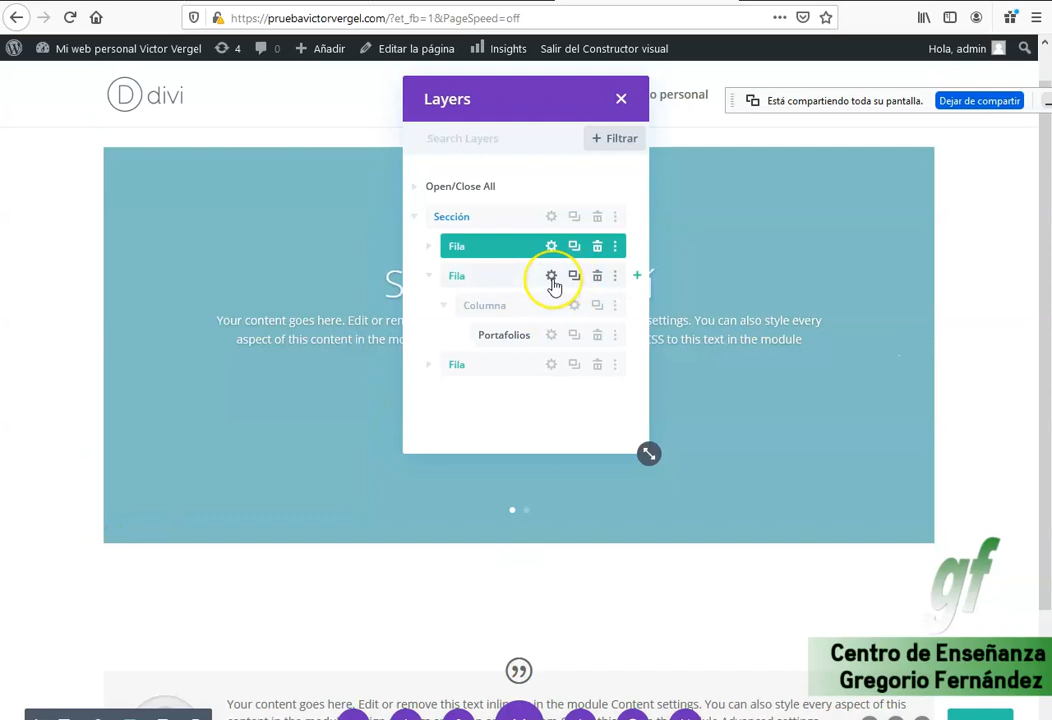 https://pruebavictorvergel.com/?et_fb=1&PageSpeed=off
Mi web personal Victor Vergel 4 0 Añadir Editar la página Insights Salir del Constructor visual Hola, admin
D divi
o personal
Está compartiendo toda su pantalla. Dejar de compartir
Layers
Search Layers
+ Filtrar
Open/Close All
Sección
Fila
Fila
Columna
Portafolios
Fila
S
Your content goes here. Edit or
settings. You can also style every
aspect of this content in the mo
CSS to this text in the module
gf
Centro de Enseñanza
Gregorio Fernández
Your content goes here. Edit or remove this text inline or in the module Content settings. You can also style every aspect of this